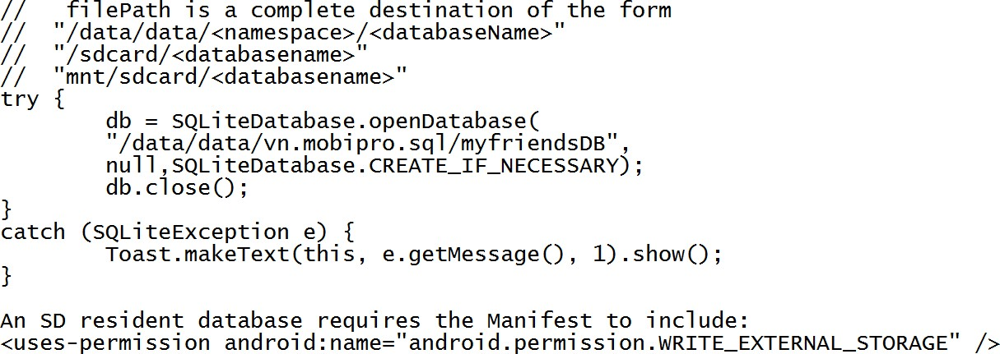 //   filePath is a complete destination of the form
//  "/data/data/<namespace>/<databaseName>"
//  "/sdcard/<databasename>"
//  "mnt/sdcard/<databasename>"
try {
        db = SQLiteDatabase.openDatabase(
        "/data/data/vn.mobipro.sql/myfriendsDB",
        null,SQLiteDatabase.CREATE_IF_NECESSARY);
        db.close();
}
catch (SQLiteException e) {
        Toast.makeText(this, e.getMessage(), 1).show();
}

An SD resident database requires the Manifest to include:
<uses-permission android:name="android.permission.WRITE_EXTERNAL_STORAGE" />